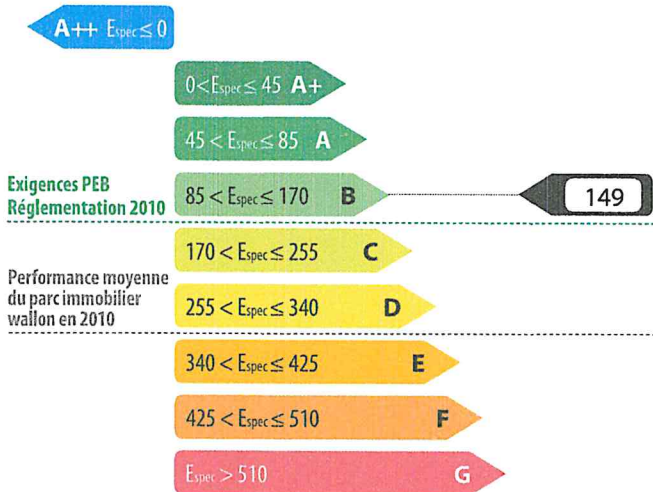 A++ Espec ≤ 0
0 < Espec ≤ 45 A+
45 < Espec ≤ 85 A
Exigences PEB
Réglementation 2010
85 < Espec ≤ 170 B
149
170 < Espec ≤ 255 C
Performance moyenne
du parc immobilier
wallon en 2010
255 < Espec ≤ 340 D
340 < Espec ≤ 425 E
425 < Espec ≤ 510 F
Espec > 510 G